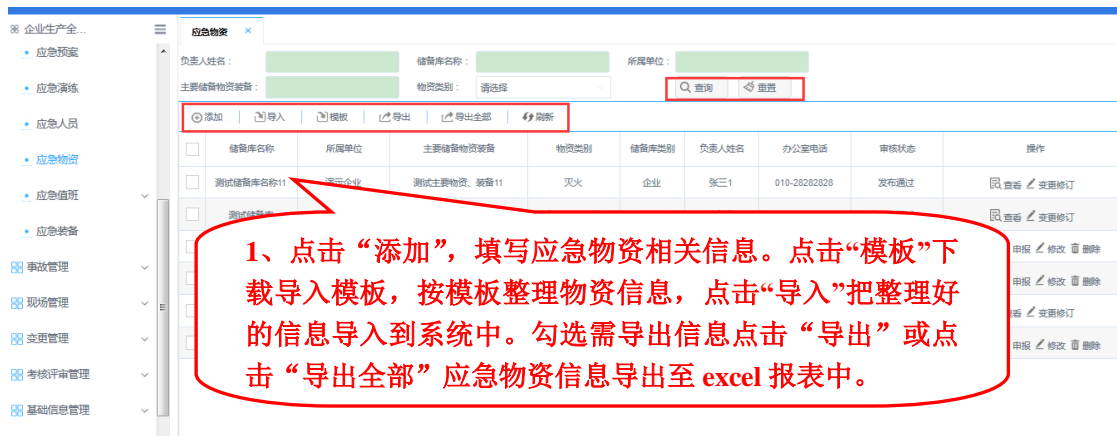 企业生产全...
应急预案
应急演练
应急人员
应急物资
应急值班
应急装备
事故管理
现场管理
变更管理
考核评审管理
基础信息管理
应急物资 ×
负责人姓名： 储备库名称： 所属单位：
主要储备物资装备： 物资类别： 请选择 查询 重置
添加 导入 模板 导出 导出全部 刷新
储备库名称 所属单位 主要储备物资装备 物资类别 储备库类别 负责人姓名 办公室电话 审核状态 操作
测试储备库名称11 演示企业 测试主要物资、装备11 灭火 企业 张三1 010-28282828 发布通过 查看 变更修订
测试储备库 查看 变更修订
申报 修改 删除
申报 修改 删除
查看 变更修订
申报 修改 删除
1、点击“添加”，填写应急物资相关信息。点击“模板”下
载导入模板，按模板整理物资信息，点击“导入”把整理好
的信息导入到系统中。勾选需导出信息点击“导出”或点
击“导出全部”应急物资信息导出至 excel 报表中。